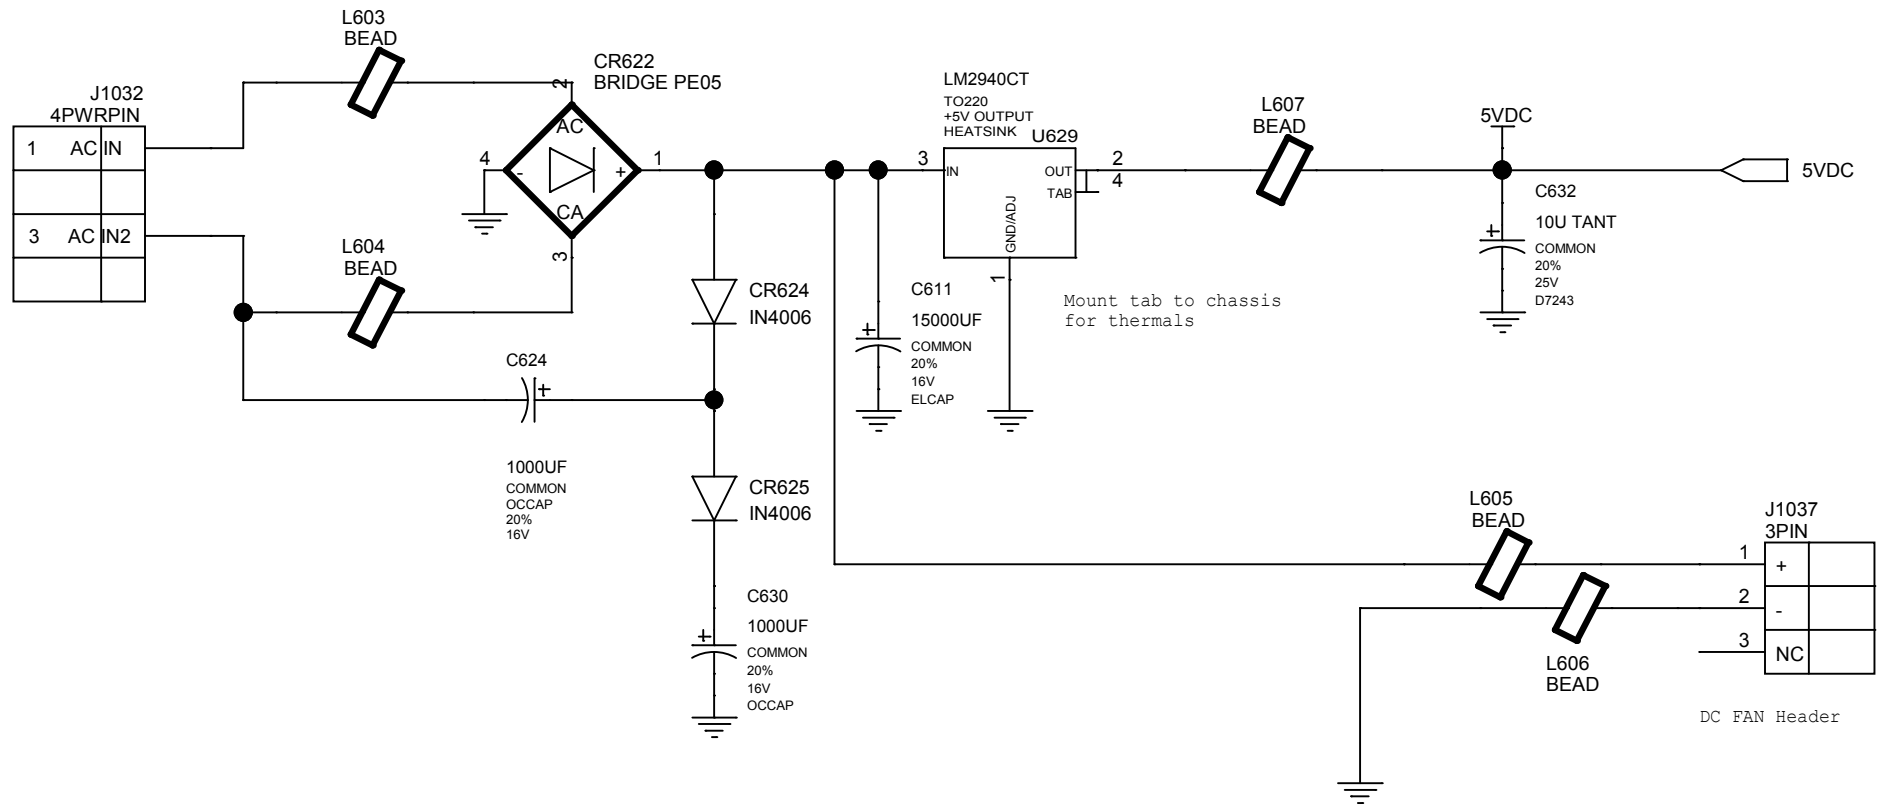 L603
BEAD
CR622
BRIDGE PE05
J1032
4PWRPIN
1 AC IN
3 AC IN2
2
AC
4
-
+
1
CA
3
L604
BEAD
LM2940CT
TO220
+5V OUTPUT
HEATSINK
U629
3
IN
OUT
TAB
GND/ADJ
2
4
1
L607
BEAD
5VDC
5VDC
C632
+
10U TANT
COMMON
20%
25V
D7243
CR624
IN4006
C611
+
15000UF
COMMON
20%
16V
ELCAP
Mount tab to chassis
for thermals
C624
+
1000UF
COMMON
OCCAP
20%
16V
CR625
IN4006
C630
+
1000UF
COMMON
20%
16V
OCCAP
L605
BEAD
L606
BEAD
J1037
3PIN
1 +
2 -
3 NC
DC FAN Header